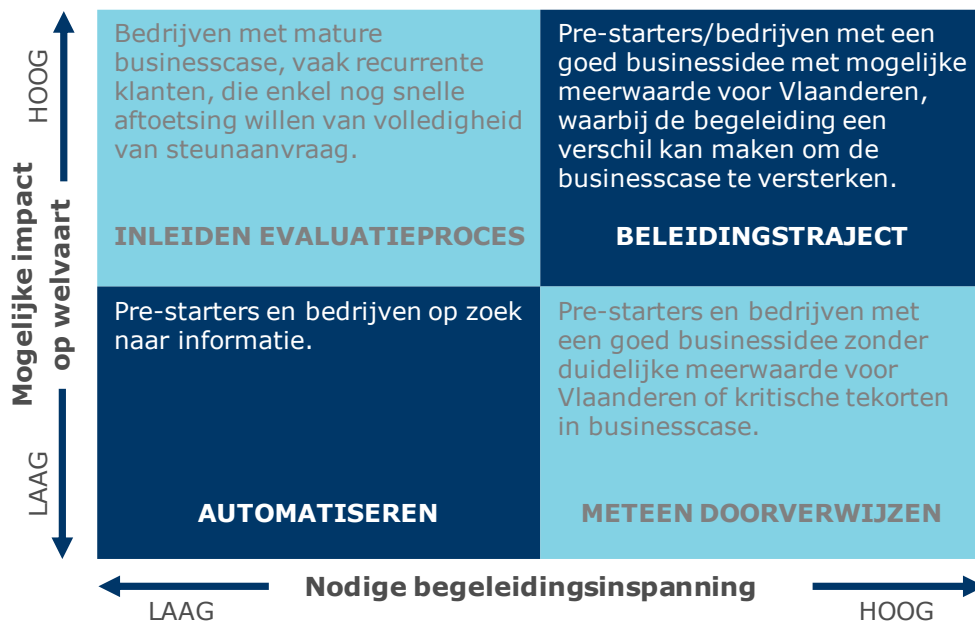 HOOG
Mogelijke impact
op welvaart
LAAG
Bedrijven met mature
businesscase, vaak recurrente
klanten, die enkel nog snelle
aftoetsing willen van volledigheid
van steunaanvraag.
INLEIDEN EVALUATIEPROCES
Pre-starters/bedrijven met een
goed businessidee met mogelijke
meerwaarde voor Vlaanderen,
waarbij de begeleiding een
verschil kan maken om de
businesscase te versterken.
BELEIDINGSTRAJECT
Pre-starters en bedrijven op zoek
naar informatie.
AUTOMATISEREN
Pre-starters en bedrijven met
een goed businessidee zonder
duidelijke meerwaarde voor
Vlaanderen of kritische tekorten
in businesscase.
METEEN DOORVERWIJZEN
Nodige begeleidingsinspanning
LAAG
HOOG